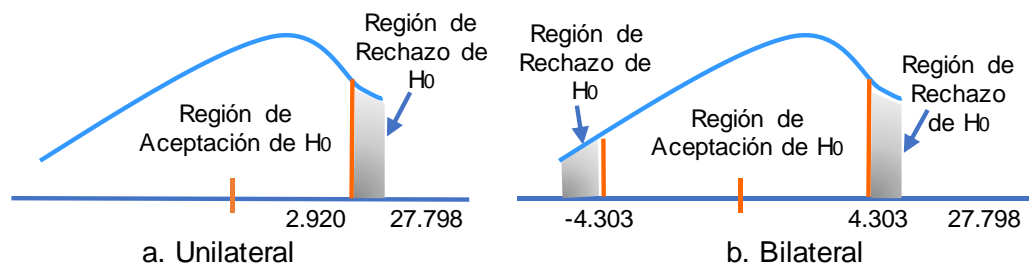 Región de
Rechazo de
H0
Región de
Aceptación de H0
2.920
27.798
a. Unilateral
Región de
Rechazo de
H0
Región de
Aceptación de H0
Región de
Rechazo
de H0
-4.303
4.303
27.798
b. Bilateral